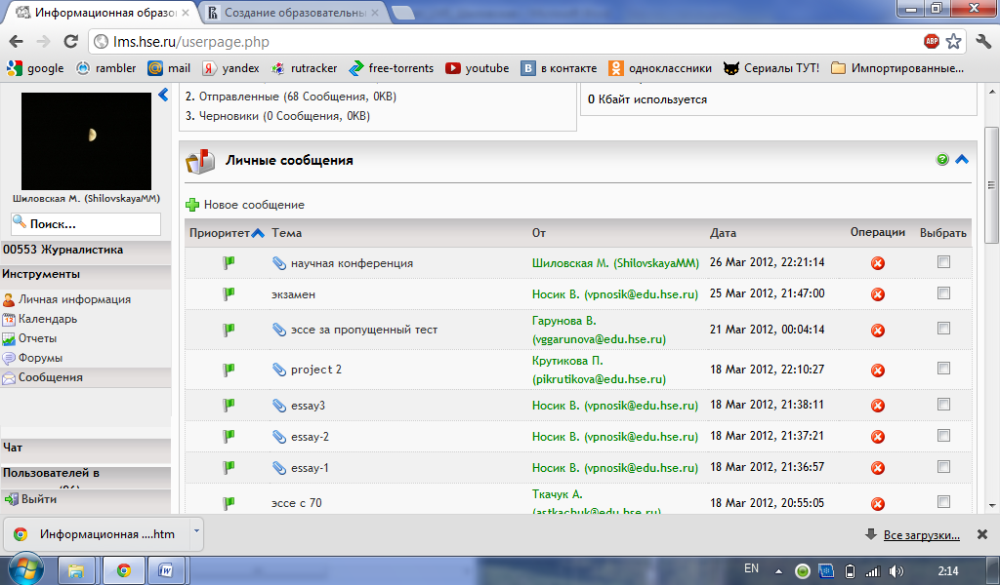 Информационная образо
Создание образовательнь
lms.hse.ru/userpage.php
ABP
google rambler mail yandex rutracker free-torrents youtube в контакте одноклассники Сериалы ТУТ! Импортированные...
2. Отправленные (68 Сообщения, 0KB)
3. Черновики (0 Сообщения, 0KB)
0 Кбайт используется
Шиловская М. (ShilovskayaMM)
Поиск...
00553 Журналистика
Инструменты
Личная информация
Календарь
Отчеты
Форумы
Сообщения
Чат
Пользователей в
Выйти
Личные сообщения
Новое сообщение
Приоритет Тема От Дата Операции Выбрать
научная конференция Шиловская М. (ShilovskayaMM) 26 Mar 2012, 22:21:14
экзамен Носик В. (vpnosik@edu.hse.ru) 25 Mar 2012, 21:47:00
эссе за пропущенный тест Гарунова В. (vggarunova@edu.hse.ru) 21 Mar 2012, 00:04:14
project 2 Крутикова П. (pikrutikova@edu.hse.ru) 18 Mar 2012, 22:10:27
essay3 Носик В. (vpnosik@edu.hse.ru) 18 Mar 2012, 21:38:11
essay-2 Носик В. (vpnosik@edu.hse.ru) 18 Mar 2012, 21:37:21
essay-1 Носик В. (vpnosik@edu.hse.ru) 18 Mar 2012, 21:36:57
эссе с 70 Ткачук А. (astkachuk@edu.hse.ru) 18 Mar 2012, 20:55:05
Информационная ....htm
Все загрузки...
EN
2:14